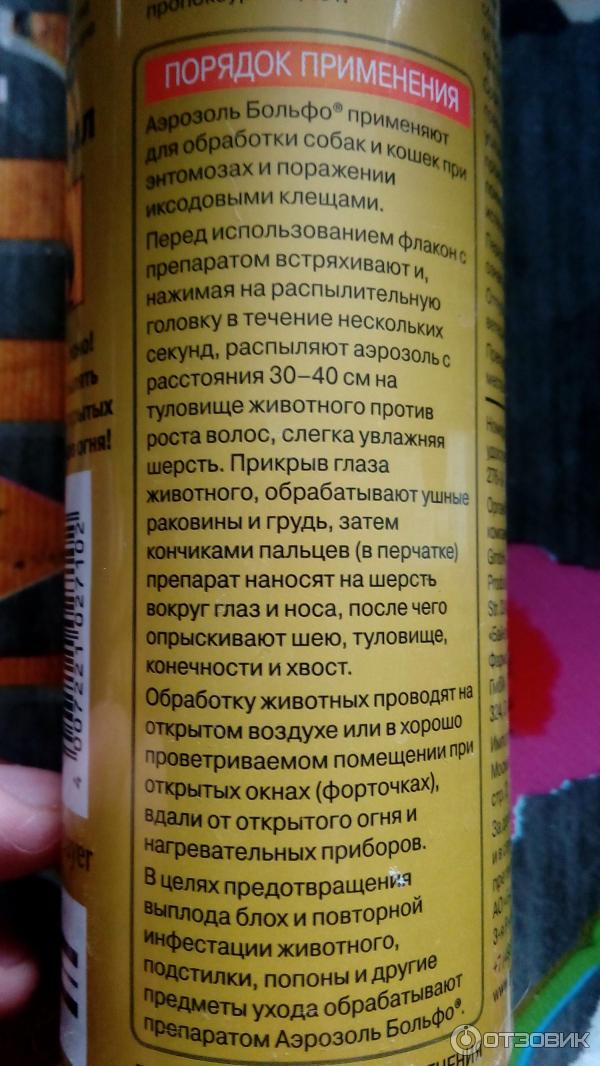 ПОРЯДОК ПРИМЕНЕНИЯ
Аэрозоль Больфо® применяют
для обработки собак и кошек при
энтомозах и поражении
иксодовыми клещами.
Перед использованием флакон с
препаратом встряхивают и,
нажимая на распылительную
головку в течение нескольких
секунд, распыляют аэрозоль с
расстояния 30–40 см на
туловище животного против
роста волос, слегка увлажняя
шерсть. Прикрыв глаза
животного, обрабатывают ушные
раковины и грудь, затем
кончиками пальцев (в перчатке)
препарат наносят на шерсть
вокруг глаз и носа, после чего
опрыскивают шею, туловище,
конечности и хвост.
Обработку животных проводят на
открытом воздухе или в хорошо
проветриваемом помещении при
открытых окнах (форточках),
вдали от открытого огня и
нагревательных приборов.
В целях предотвращения
выплода блох и повторной
инфестации животного,
подстилки, попоны и другие
предметы ухода обрабатывают
препаратом Аэрозоль Больфо®.
огня!
4 007221 027102
ОТЗОВИК